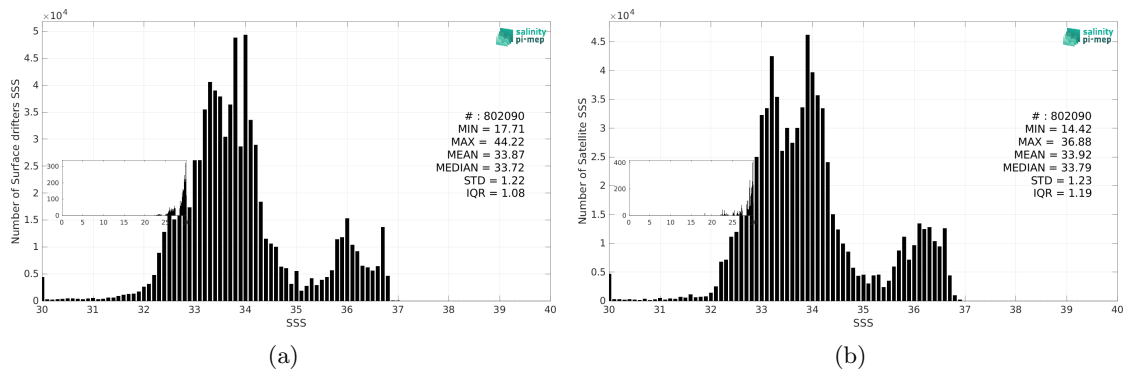 ×10⁴
5
4.5
4
3.5
3
2.5
2
1.5
1
0.5
0
Number of Surface drifters SSS
300
200
100
0
0 5 10 15 20 25
salinity
pi-mep
# : 802090
MIN = 17.71
MAX = 44.22
MEAN = 33.87
MEDIAN = 33.72
STD = 1.22
IQR = 1.08
30 31 32 33 34 35 36 37 38 39 40
SSS
(a)
×10⁴
4.5
4
3.5
3
2.5
2
1.5
1
0.5
0
Number of Satellite SSS
400
200
0
0 5 10 15 20 25
salinity
pi-mep
# : 802090
MIN = 14.42
MAX = 36.88
MEAN = 33.92
MEDIAN = 33.79
STD = 1.23
IQR = 1.19
30 31 32 33 34 35 36 37 38 39 40
SSS
(b)